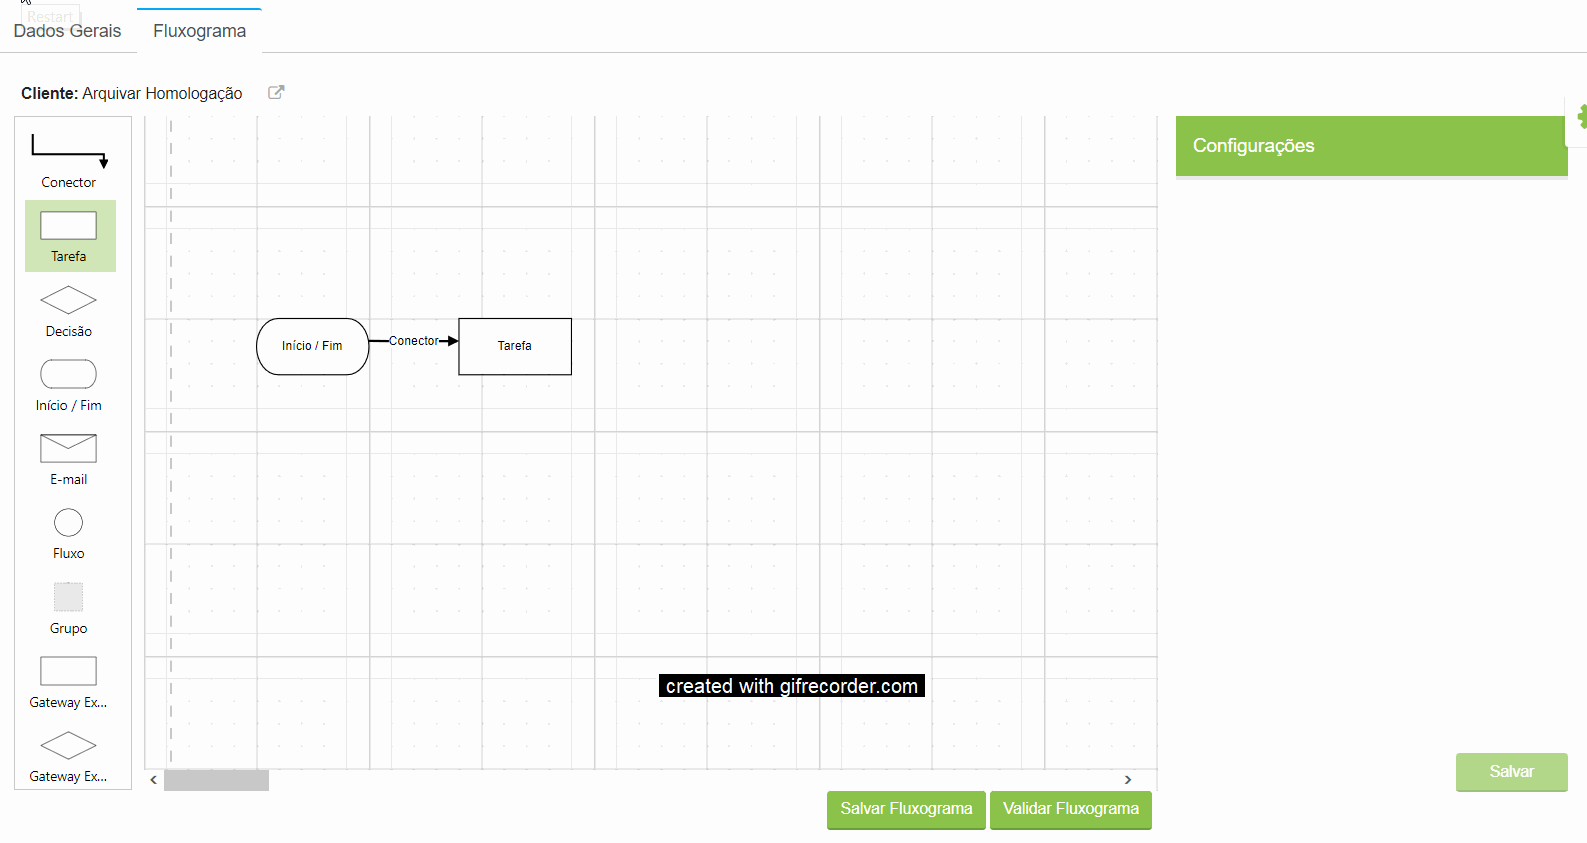 Restart
Dados Gerais
Fluxograma
Cliente: Arquivar Homologação
Conector
Tarefa
Decisão
Início / Fim
E-mail
Fluxo
Grupo
Gateway Ex...
Gateway Ex...
Início / Fim
Conector
Tarefa
created with gifrecorder.com
Salvar Fluxograma
Validar Fluxograma
Configurações
Salvar